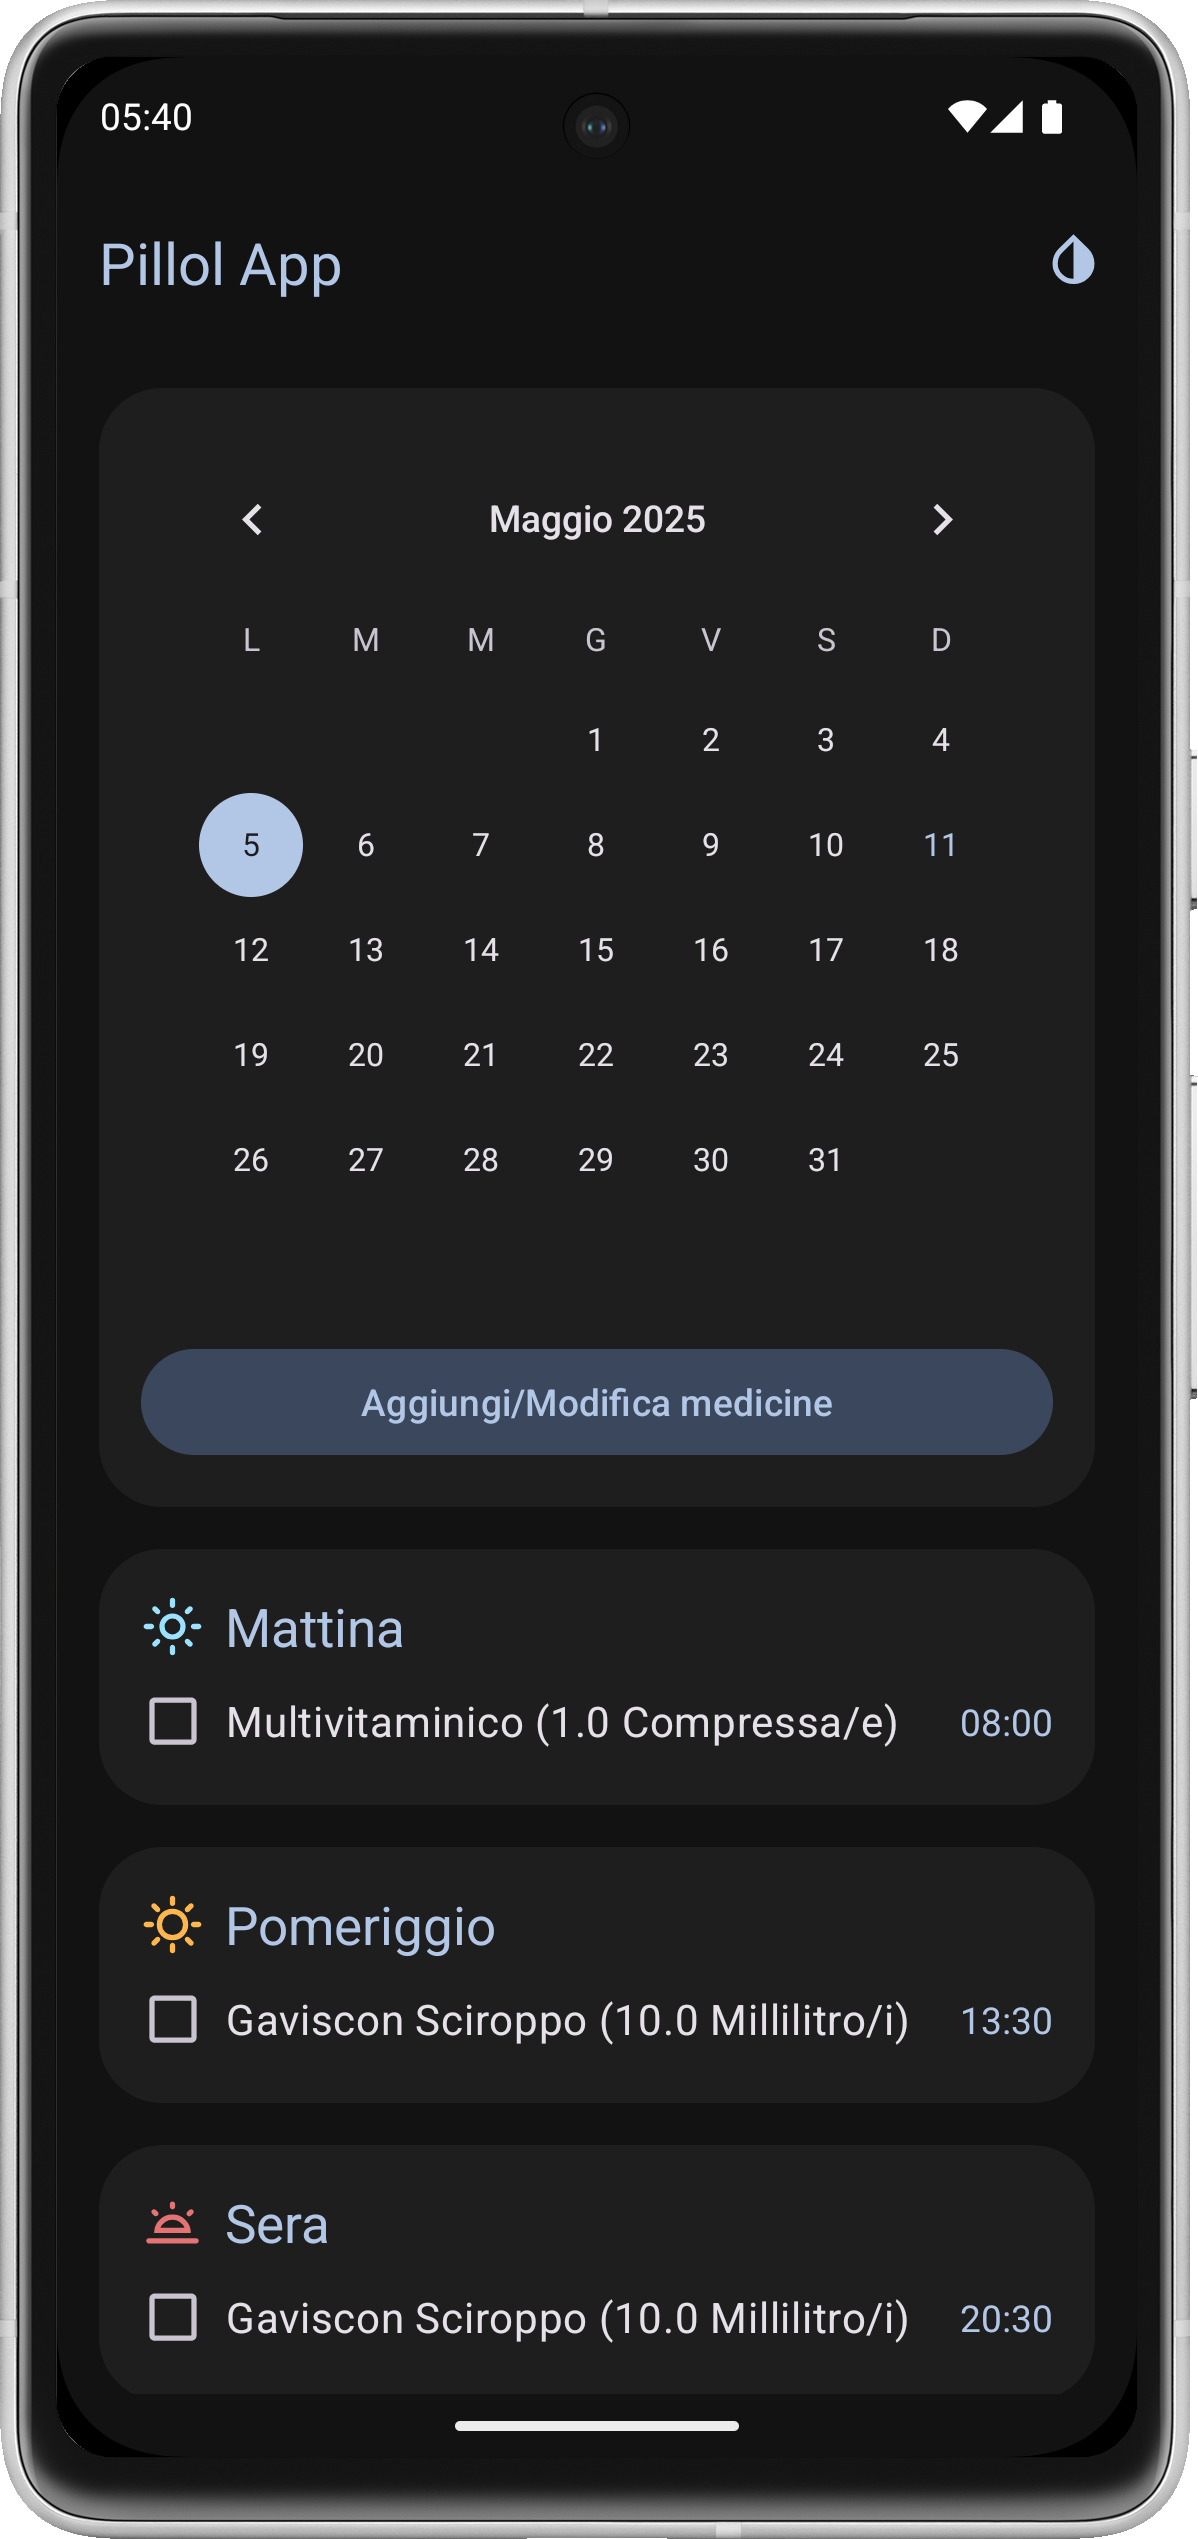 05:40
Pillol App
Maggio 2025
L M M G V S D
1 2 3 4
5 6 7 8 9 10 11
12 13 14 15 16 17 18
19 20 21 22 23 24 25
26 27 28 29 30 31
Aggiungi/Modifica medicine
Mattina
Multivitaminico (1.0 Compressa/e) 08:00
Pomeriggio
Gaviscon Sciroppo (10.0 Millilitro/i) 13:30
Sera
Gaviscon Sciroppo (10.0 Millilitro/i) 20:30